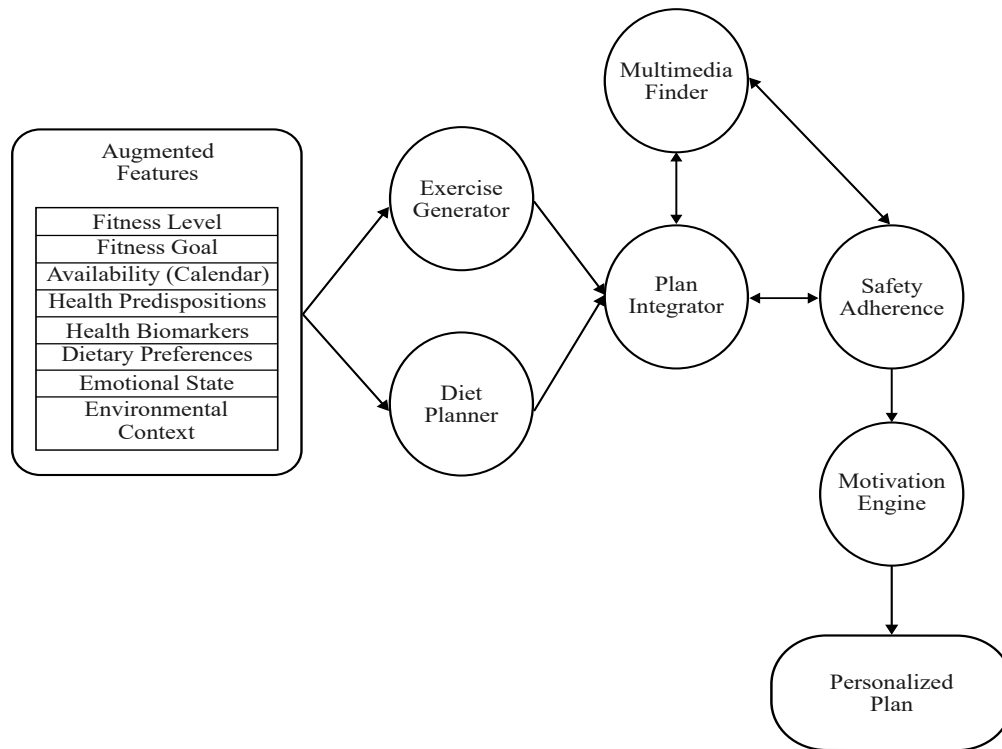 Augmented
Features
Fitness Level
Fitness Goal
Availability (Calendar)
Health Predispositions
Health Biomarkers
Dietary Preferences
Emotional State
Environmental
Context
Exercise
Generator
Diet
Planner
Multimedia
Finder
Plan
Integrator
Safety
Adherence
Motivation
Engine
Personalized
Plan